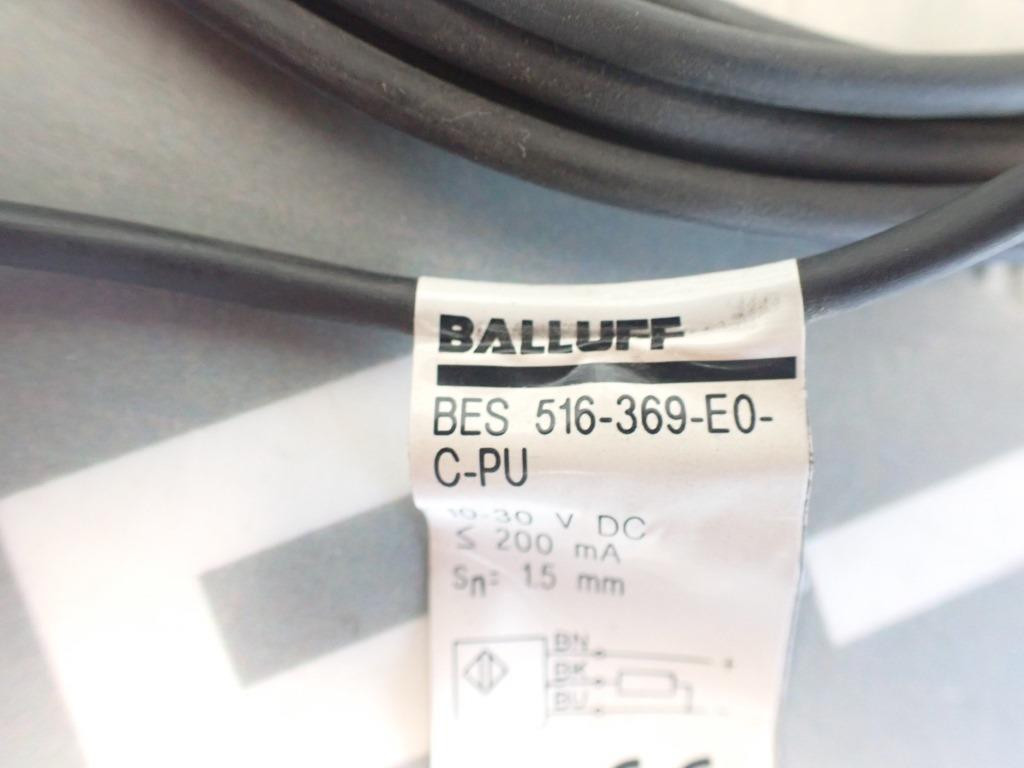 BALLUFF
BES 516-369-E0-
C-PU
10-30 V DC
≤ 200 mA
Sn= 1.5 mm
BN
BK
BU